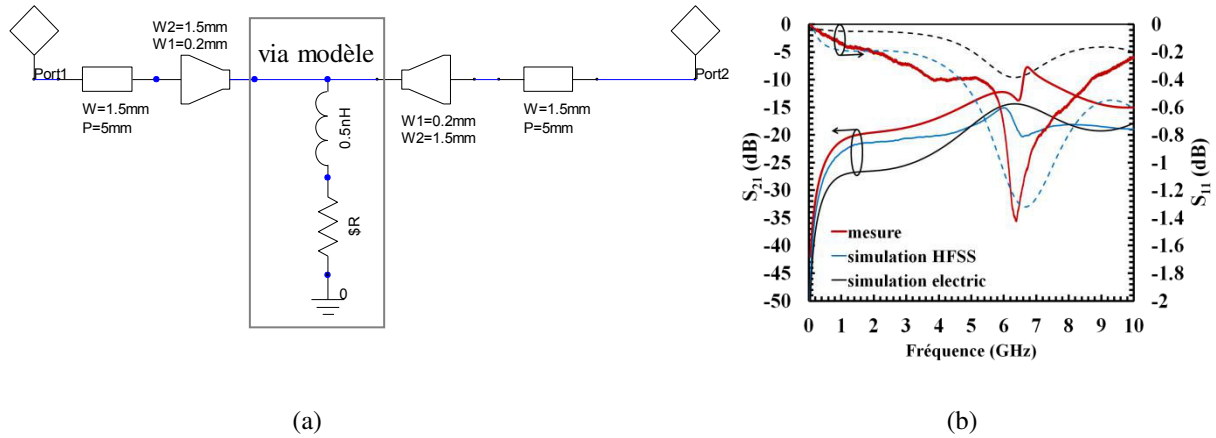 W2=1.5mm
W1=0.2mm
via modèle
Port1
Port2
W=1.5mm
P=5mm
0.5nH
W1=0.2mm
W2=1.5mm
W=1.5mm
P=5mm
$R
0
(a)
0
-5
-10
-15
-20
-25
-30
-35
-40
-45
-50
S21 (dB)
0
-0.2
-0.4
-0.6
-0.8
-1
-1.2
-1.4
-1.6
-1.8
-2
S11 (dB)
mesure
simulation HFSS
simulation electric
0 1 2 3 4 5 6 7 8 9 10
Fréquence (GHz)
(b)